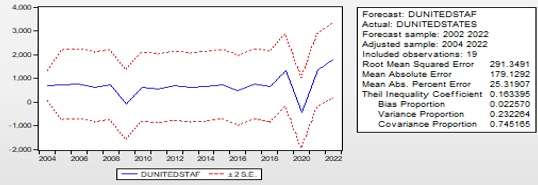 4,000
3,000
2,000
1,000
0
-1,000
-2,000
2004 2006 2008 2010 2012 2014 2016 2018 2020 2022
DUNITEDSTAF ± 2 S.E.
Forecast: DUNITEDSTAF
Actual: DUNITEDSTATES
Forecast sample: 2002 2022
Adjusted sample: 2004 2022
Included observations: 19
Root Mean Squared Error 291.3491
Mean Absolute Error 179.1292
Mean Abs. Percent Error 25.31907
Theil Inequality Coefficient 0.163395
Bias Proportion 0.022570
Variance Proportion 0.232264
Covariance Proportion 0.745165